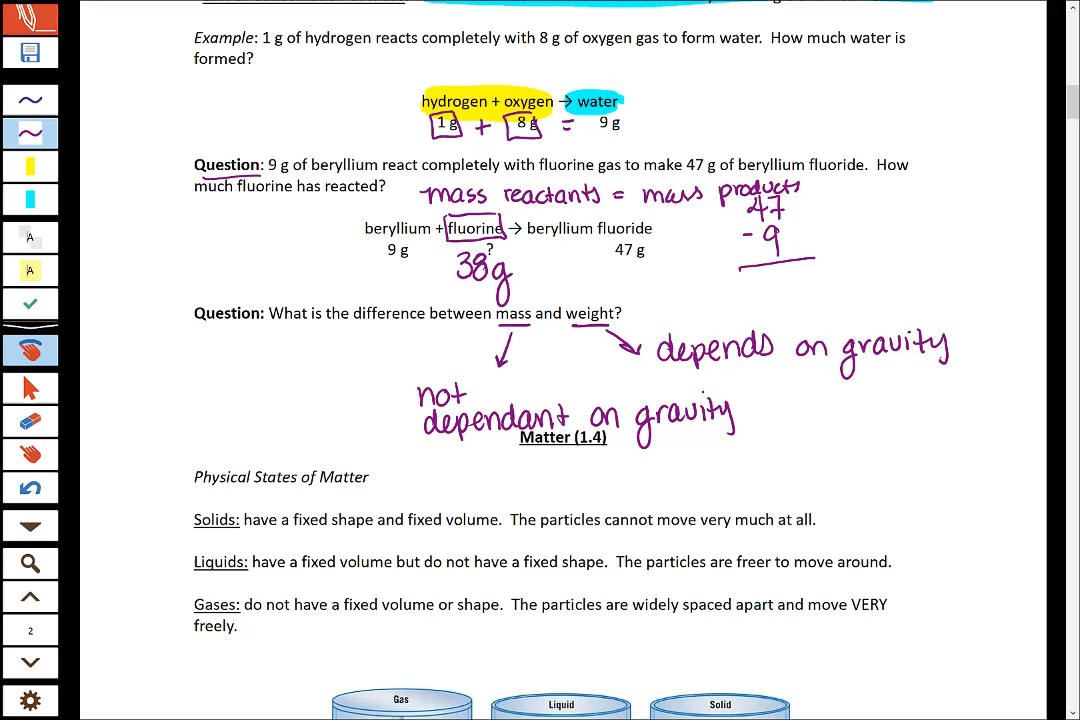 Example: 1 g of hydrogen reacts completely with 8 g of oxygen gas to form water. How much water is
formed?
hydrogen + oxygen → water
1 g + 8 g = 9 g
Question: 9 g of beryllium react completely with fluorine gas to make 47 g of beryllium fluoride. How
much fluorine has reacted?
mass reactants = mass products
47
- 9
beryllium + fluorine → beryllium fluoride
9 g ? 47 g
38g
Question: What is the difference between mass and weight?
depends on gravity
not
dependant on gravity
Matter (1.4)
Physical States of Matter
Solids: have a fixed shape and fixed volume. The particles cannot move very much at all.
Liquids: have a fixed volume but do not have a fixed shape. The particles are freer to move around.
Gases: do not have a fixed volume or shape. The particles are widely spaced apart and move VERY
freely.
Gas Liquid Solid
A
A
2